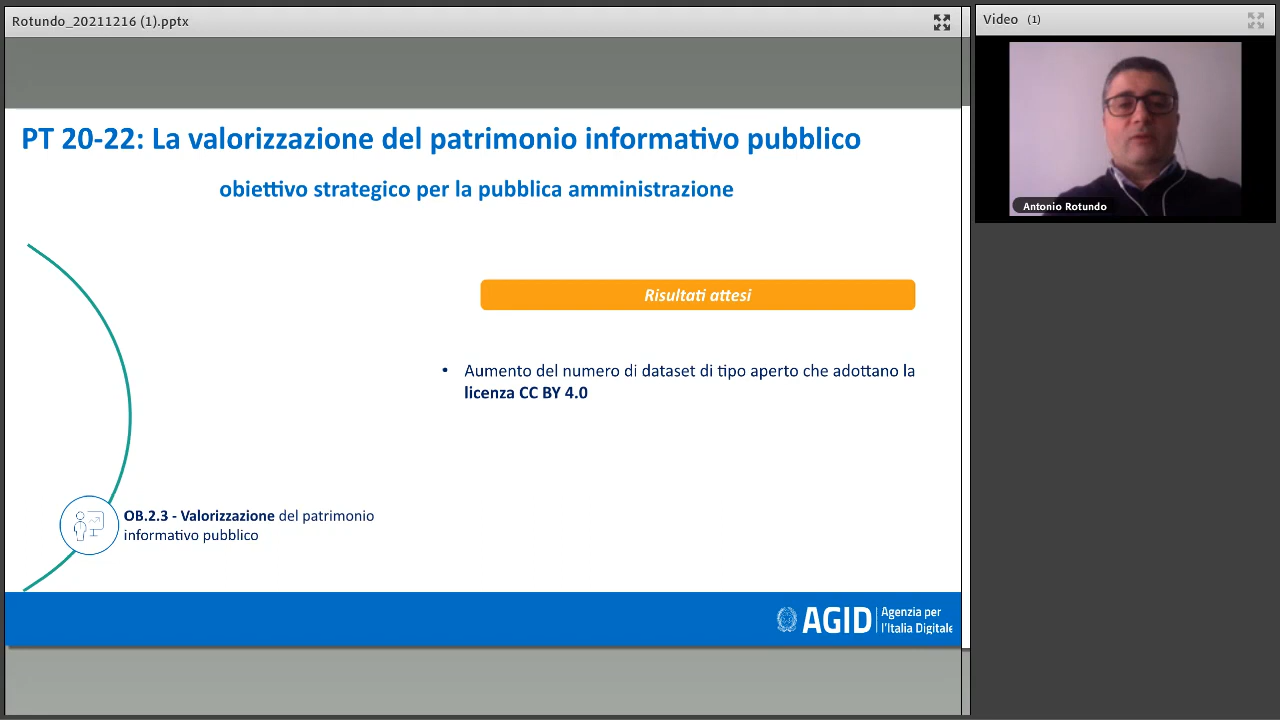 Rotundo_20211216 (1).pptx
Video (1)
PT 20-22: La valorizzazione del patrimonio informativo pubblico
obiettivo strategico per la pubblica amministrazione
Antonio Rotundo
Risultati attesi
• Aumento del numero di dataset di tipo aperto che adottano la
licenza CC BY 4.0
OB.2.3 - Valorizzazione del patrimonio
informativo pubblico
AGID Agenzia per
l'Italia Digitale